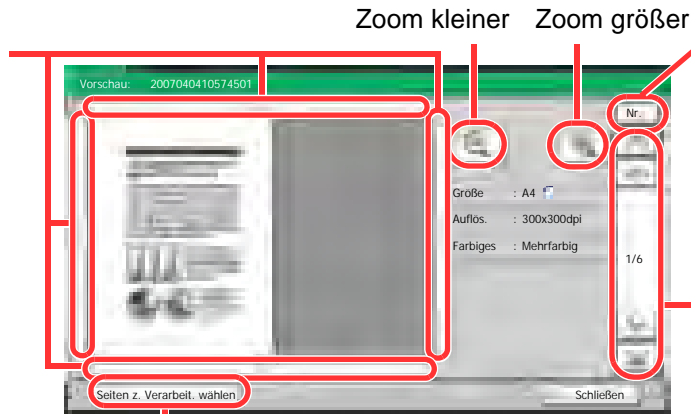 Zoom kleiner Zoom größer
Vorschau: 2007040410574501
Nr.
Größe : A4
Auflös. : 300x300dpi
Farbiges : Mehrfarbig
1/6
Seiten z. Verarbeit. wählen
Schließen